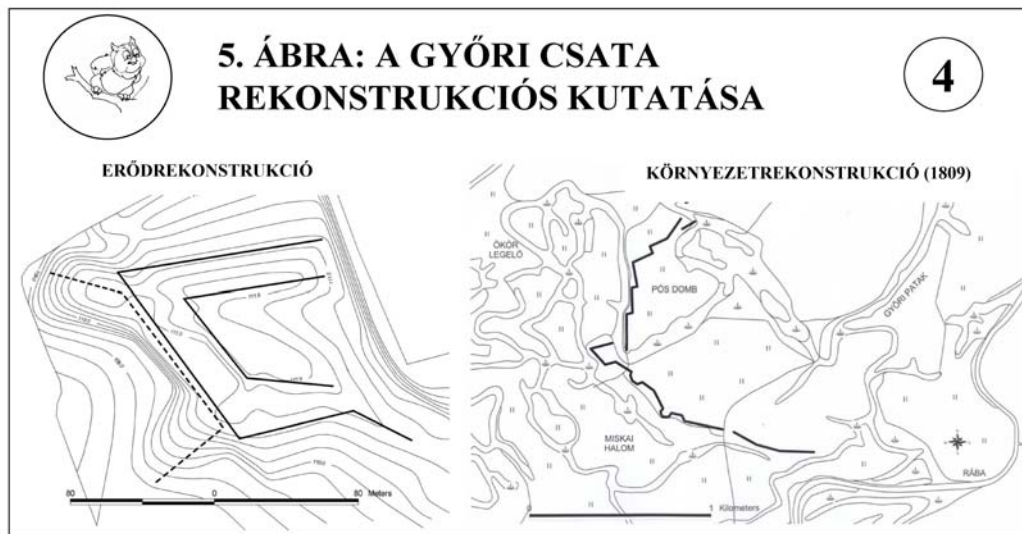 5. ÁBRA: A GYŐRI CSATA
REKONSTRUKCIÓS KUTATÁSA
4
ERŐDREKONSTRUKCIÓ
KÖRNYEZETREKONSTRUKCIÓ (1809)
ÖKÖR
LEGELŐ
PÓS DOMB
GYŐRI PATAK
MISKAI
HALOM
RÁBA
80 0 80 Meters
0 1 Kilometers